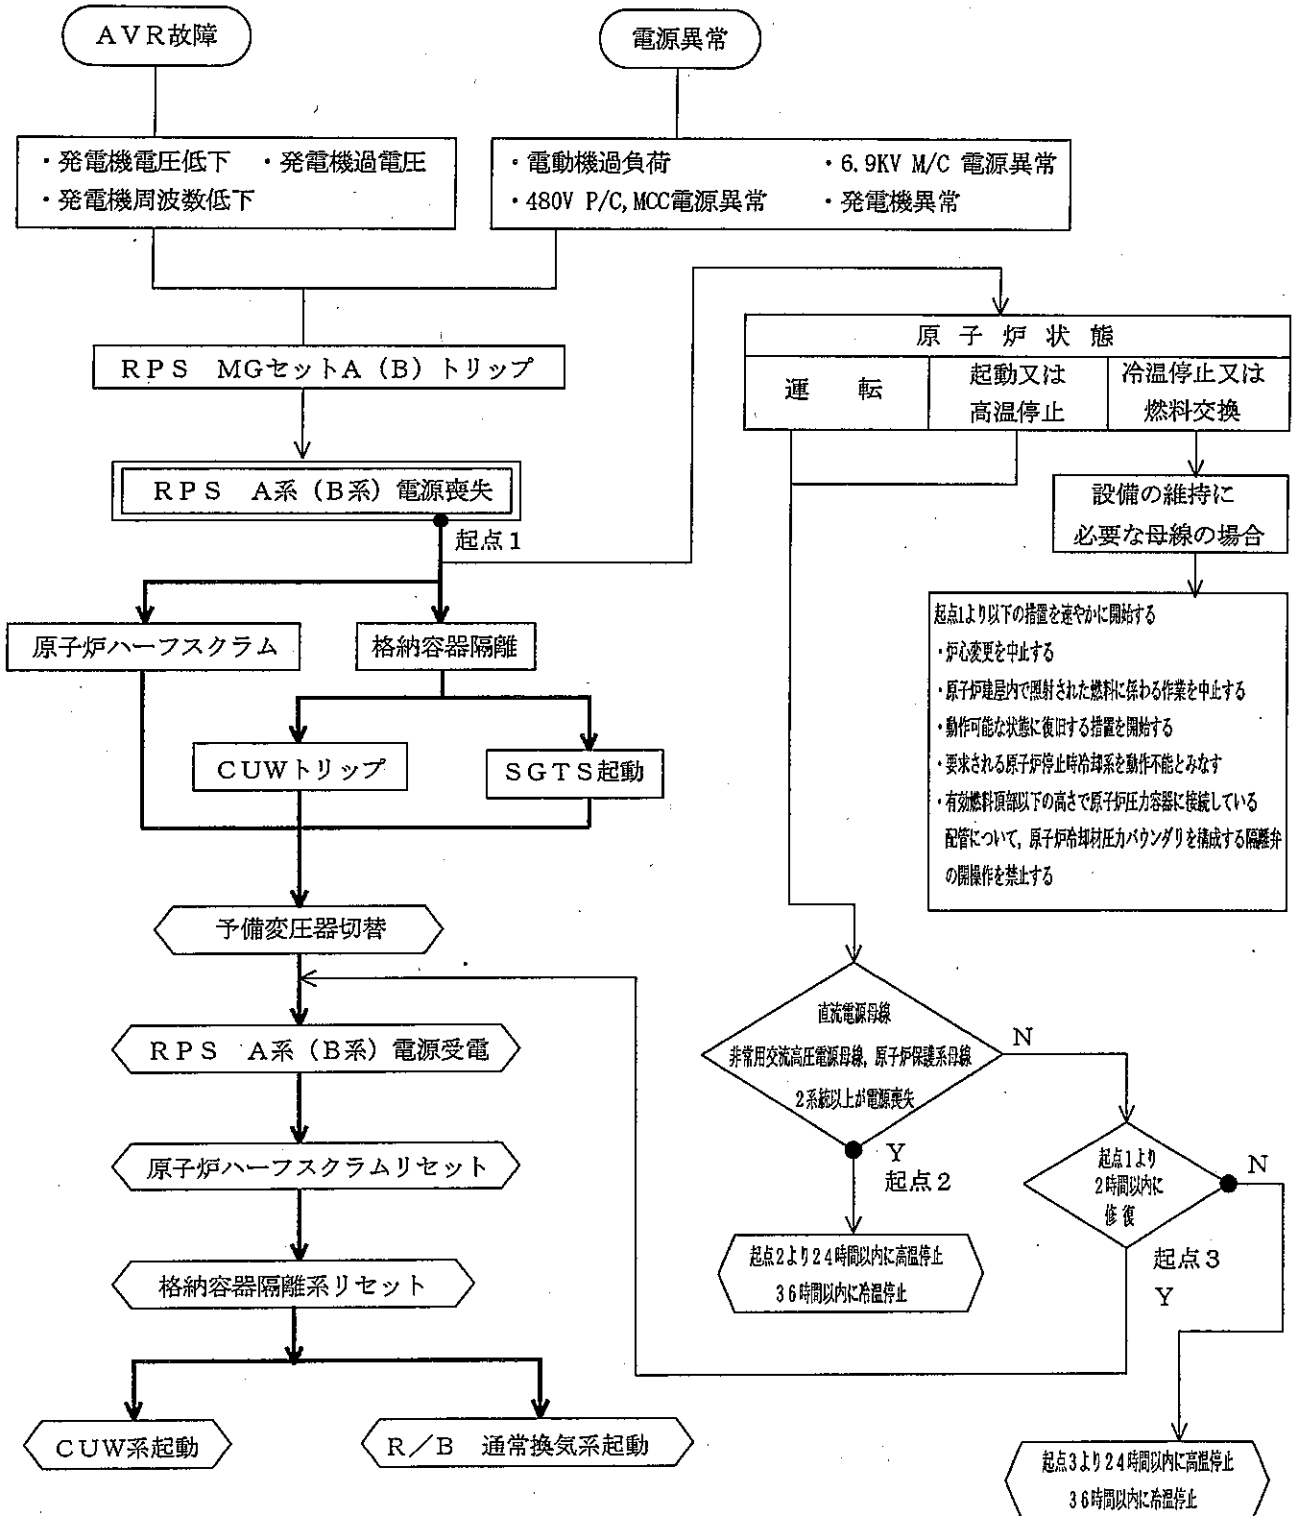 AVR故障
電源異常
・発電機電圧低下　・発電機過電圧
・発電機周波数低下
・電動機過負荷　・6.9KV M/C 電源異常
・480V P/C, MCC電源異常　・発電機異常
RPS　MGセットA（B）トリップ
RPS　A系（B系）電源喪失
起点1
原子炉状態
運　転
起動又は
高温停止
冷温停止又は
燃料交換
設備の維持に
必要な母線の場合
起点1より以下の措置を速やかに開始する
・炉心変更を中止する
・原子炉建屋内で照射された燃料に係わる作業を中止する
・動作可能な状態に復旧する措置を開始する
・要求される原子炉停止時冷却系を動作不能とみなす
・有効燃料頂部以下の高さで原子炉圧力容器に接続している
配管について，原子炉冷却材圧力バウンダリを構成する隔離弁
の開操作を禁止する
原子炉ハーフスクラム
格納容器隔離
CUWトリップ
SGTS起動
予備変圧器切替
RPS　A系（B系）電源受電
原子炉ハーフスクラムリセット
格納容器隔離系リセット
CUW系起動
R／B　通常換気系起動
直流電源母線
非常用交流高圧電源母線，原子炉保護系母線
2系統以上が電源喪失
N
Y
起点2
起点2より24時間以内に高温停止
36時間以内に冷温停止
起点1より
2時間以内に
修復
N
起点3
Y
起点3より24時間以内に高温停止
36時間以内に冷温停止